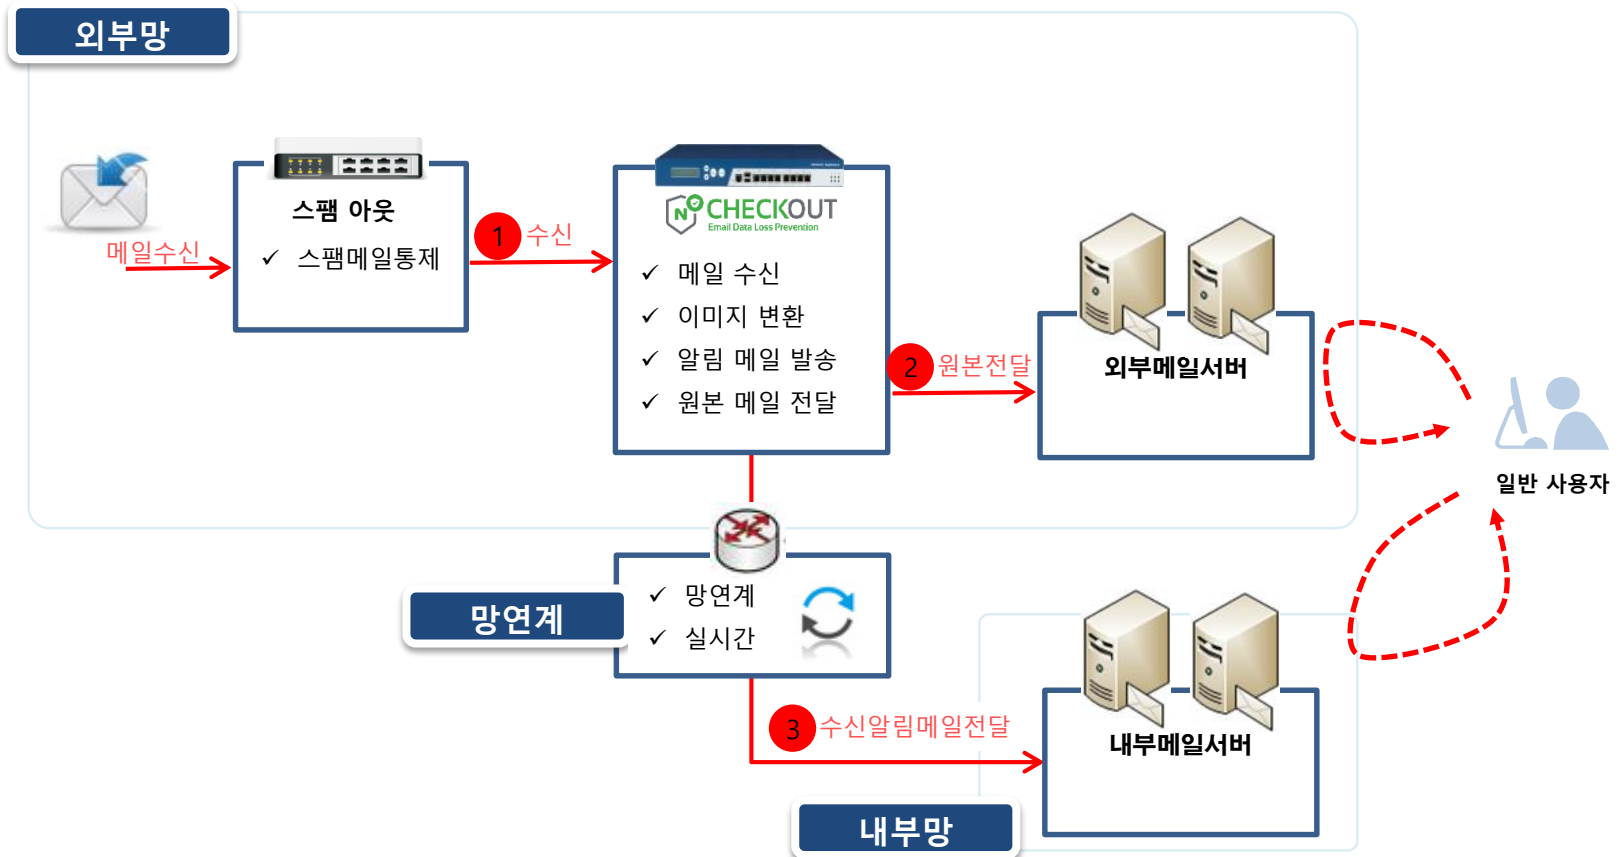 외부망
스팸 아웃
메일수신
✓ 스팸메일통제
1 수신
N CHECKOUT
Email Data Loss Prevention
✓ 메일 수신
✓ 이미지 변환
✓ 알림 메일 발송
✓ 원본 메일 전달
2 원본전달
외부메일서버
일반 사용자
망연계
✓ 망연계
✓ 실시간
3 수신알림메일전달
내부메일서버
내부망